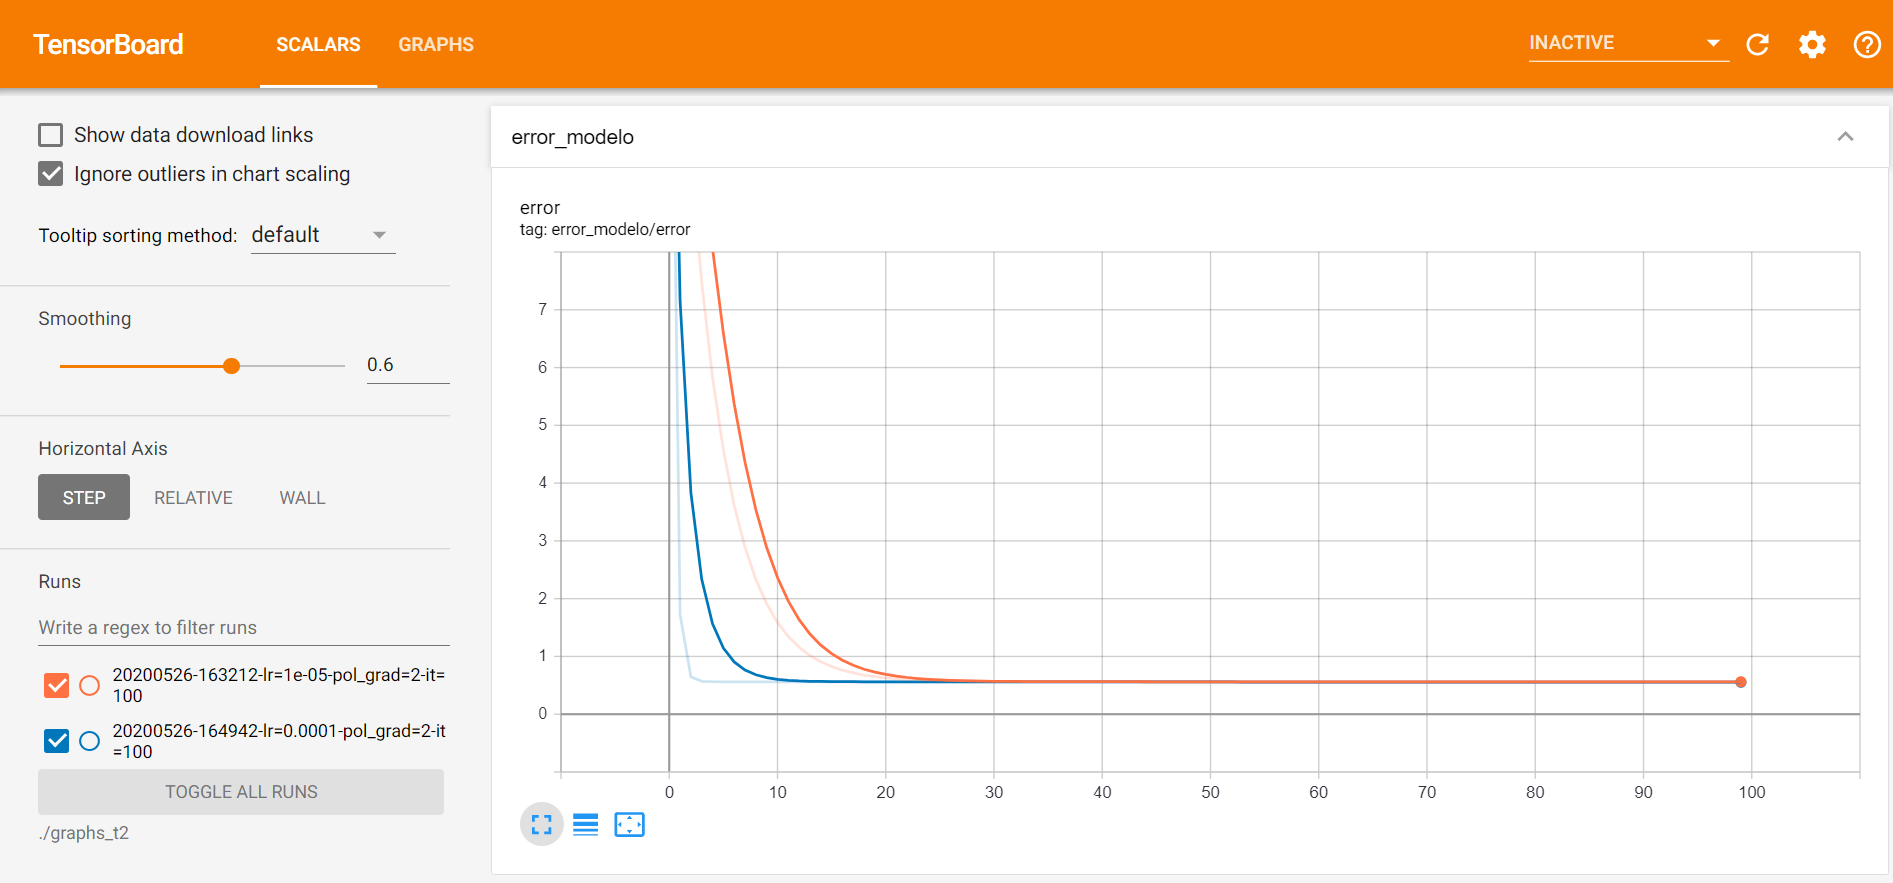 TensorBoard
SCALARS
GRAPHS
INACTIVE
Show data download links
Ignore outliers in chart scaling
Tooltip sorting method: default
Smoothing
0.6
Horizontal Axis
STEP
RELATIVE
WALL
Runs
Write a regex to filter runs
20200526-163212-lr=1e-05-pol_grad=2-it=
100
20200526-164942-lr=0.0001-pol_grad=2-it
=100
TOGGLE ALL RUNS
./graphs_t2
error_modelo
error
tag: error_modelo/error
7
6
5
4
3
2
1
0
0 10 20 30 40 50 60 70 80 90 100